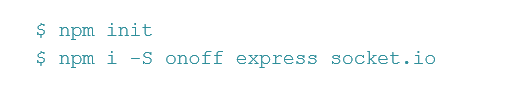 $ npm init
$ npm i -S onoff express socket.io